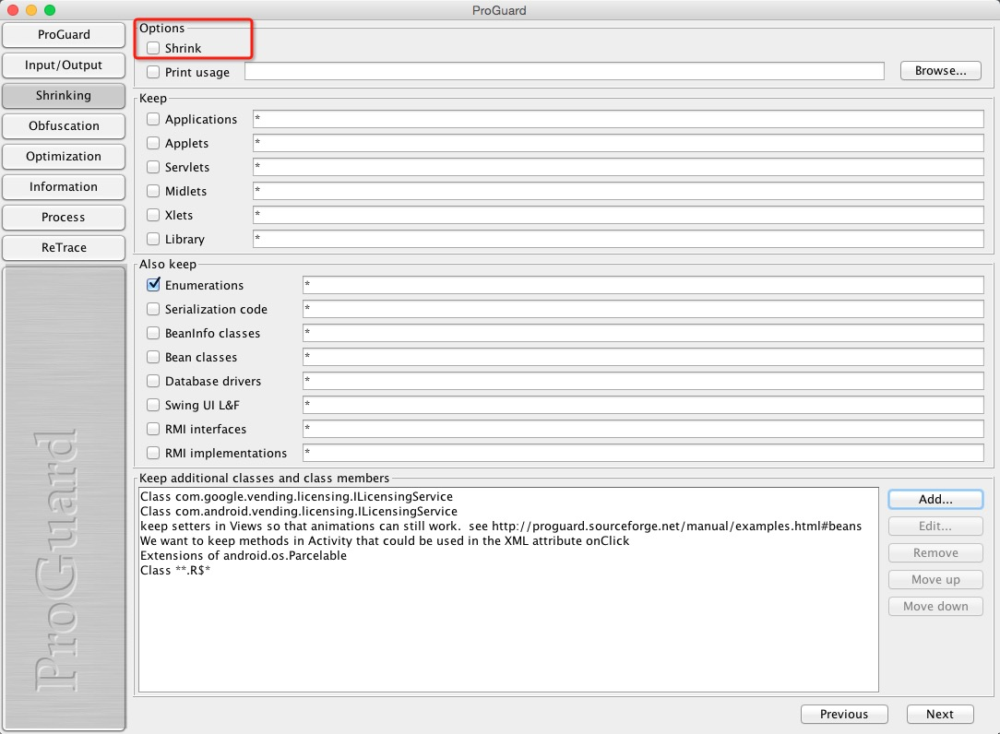 ProGuard
ProGuard
Input/Output
Shrinking
Obfuscation
Optimization
Information
Process
ReTrace
ProGuard
Options
Shrink
Print usage
Browse...
Keep
Applications *
Applets *
Servlets *
Midlets *
Xlets *
Library *
Also keep
Enumerations *
Serialization code *
BeanInfo classes *
Bean classes *
Database drivers *
Swing UI L&F *
RMI interfaces *
RMI implementations *
Keep additional classes and class members
Class com.google.vending.licensing.ILicensingService
Class com.android.vending.licensing.ILicensingService
keep setters in Views so that animations can still work.  see http://proguard.sourceforge.net/manual/examples.html#beans
We want to keep methods in Activity that could be used in the XML attribute onClick
Extensions of android.os.Parcelable
Class **.R$*
Add...
Edit...
Remove
Move up
Move down
Previous
Next